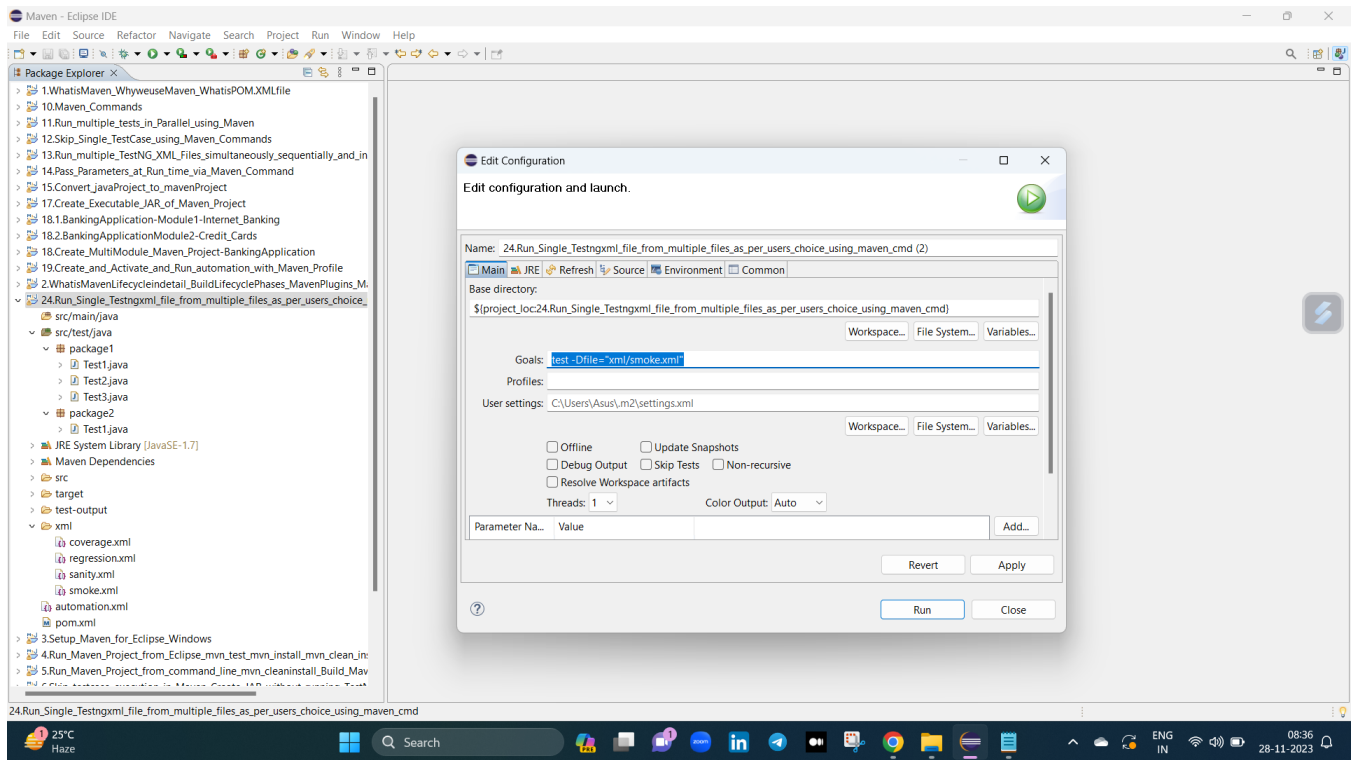 Maven - Eclipse IDE
File Edit Source Refactor Navigate Search Project Run Window Help
Package Explorer
1.WhatisMaven_WhyweuseMaven_WhatisPOM.XMLfile
10.Maven_Commands
11.Run_multiple_tests_in_Parallel_using_Maven
12.Skip_Single_TestCase_using_Maven_Commands
13.Run_multiple_TestNG_XML_Files_simultaneously_sequentially_and_in
14.Pass_Parameters_at_Run_time_via_Maven_Command
15.Convert_javaProject_to_mavenProject
17.Create_Executable_JAR_of_Maven_Project
18.1.BankingApplication-Module1-Internet_Banking
18.2.BankingApplicationModule2-Credit_Cards
18.Create_MultiModule_Maven_Project-BankingApplication
19.Create_and_Activate_and_Run_automation_with_Maven_Profile
2.WhatisMavenLifecycleindetail_BuildLifecyclePhases_MavenPlugins_M
24.Run_Single_Testngxml_file_from_multiple_files_as_per_users_choice_
src/main/java
src/test/java
package1
Test1.java
Test2.java
Test3.java
package2
Test1.java
JRE System Library [JavaSE-1.7]
Maven Dependencies
src
target
test-output
xml
coverage.xml
regression.xml
sanity.xml
smoke.xml
automation.xml
pom.xml
3.Setup_Maven_for_Eclipse_Windows
4.Run_Maven_Project_from_Eclipse_mvn_test_mvn_install_mvn_clean_in
5.Run_Maven_Project_from_command_line_mvn_cleaninstall_Build_Mav
Edit Configuration
Edit configuration and launch.
Name: 24.Run_Single_Testngxml_file_from_multiple_files_as_per_users_choice_using_maven_cmd (2)
Main JRE Refresh Source Environment Common
Base directory:
${project_loc:24.Run_Single_Testngxml_file_from_multiple_files_as_per_users_choice_using_maven_cmd}
Workspace... File System... Variables...
Goals: test -Dfile="xml/smoke.xml"
Profiles:
User settings: C:\Users\Asus\.m2\settings.xml
Workspace... File System... Variables...
Offline Update Snapshots
Debug Output Skip Tests Non-recursive
Resolve Workspace artifacts
Threads: 1 Color Output: Auto
Parameter Na... Value Add...
Revert Apply
Run Close
24.Run_Single_Testngxml_file_from_multiple_files_as_per_users_choice_using_maven_cmd
1 25°C
Haze
Search
PRE
1
zoom
in
ENG
IN
08:36
28-11-2023